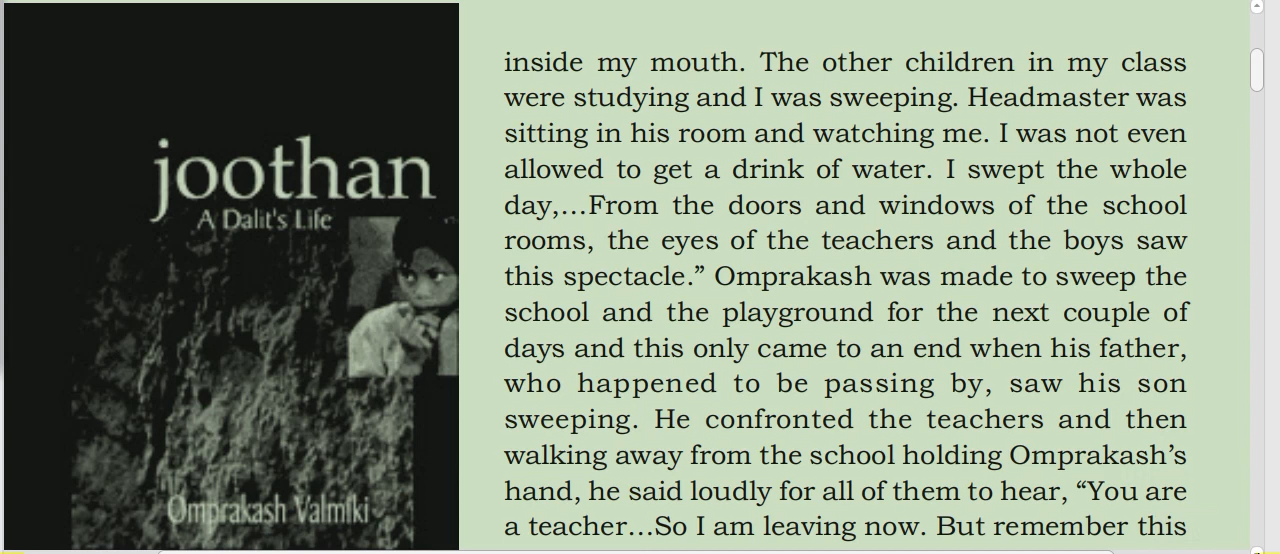 joothan
A Dalit's Life
Omprakash Valmiki
inside my mouth. The other children in my class
were studying and I was sweeping. Headmaster was
sitting in his room and watching me. I was not even
allowed to get a drink of water. I swept the whole
day,…From the doors and windows of the school
rooms, the eyes of the teachers and the boys saw
this spectacle.” Omprakash was made to sweep the
school and the playground for the next couple of
days and this only came to an end when his father,
who happened to be passing by, saw his son
sweeping. He confronted the teachers and then
walking away from the school holding Omprakash’s
hand, he said loudly for all of them to hear, “You are
a teacher…So I am leaving now. But remember this